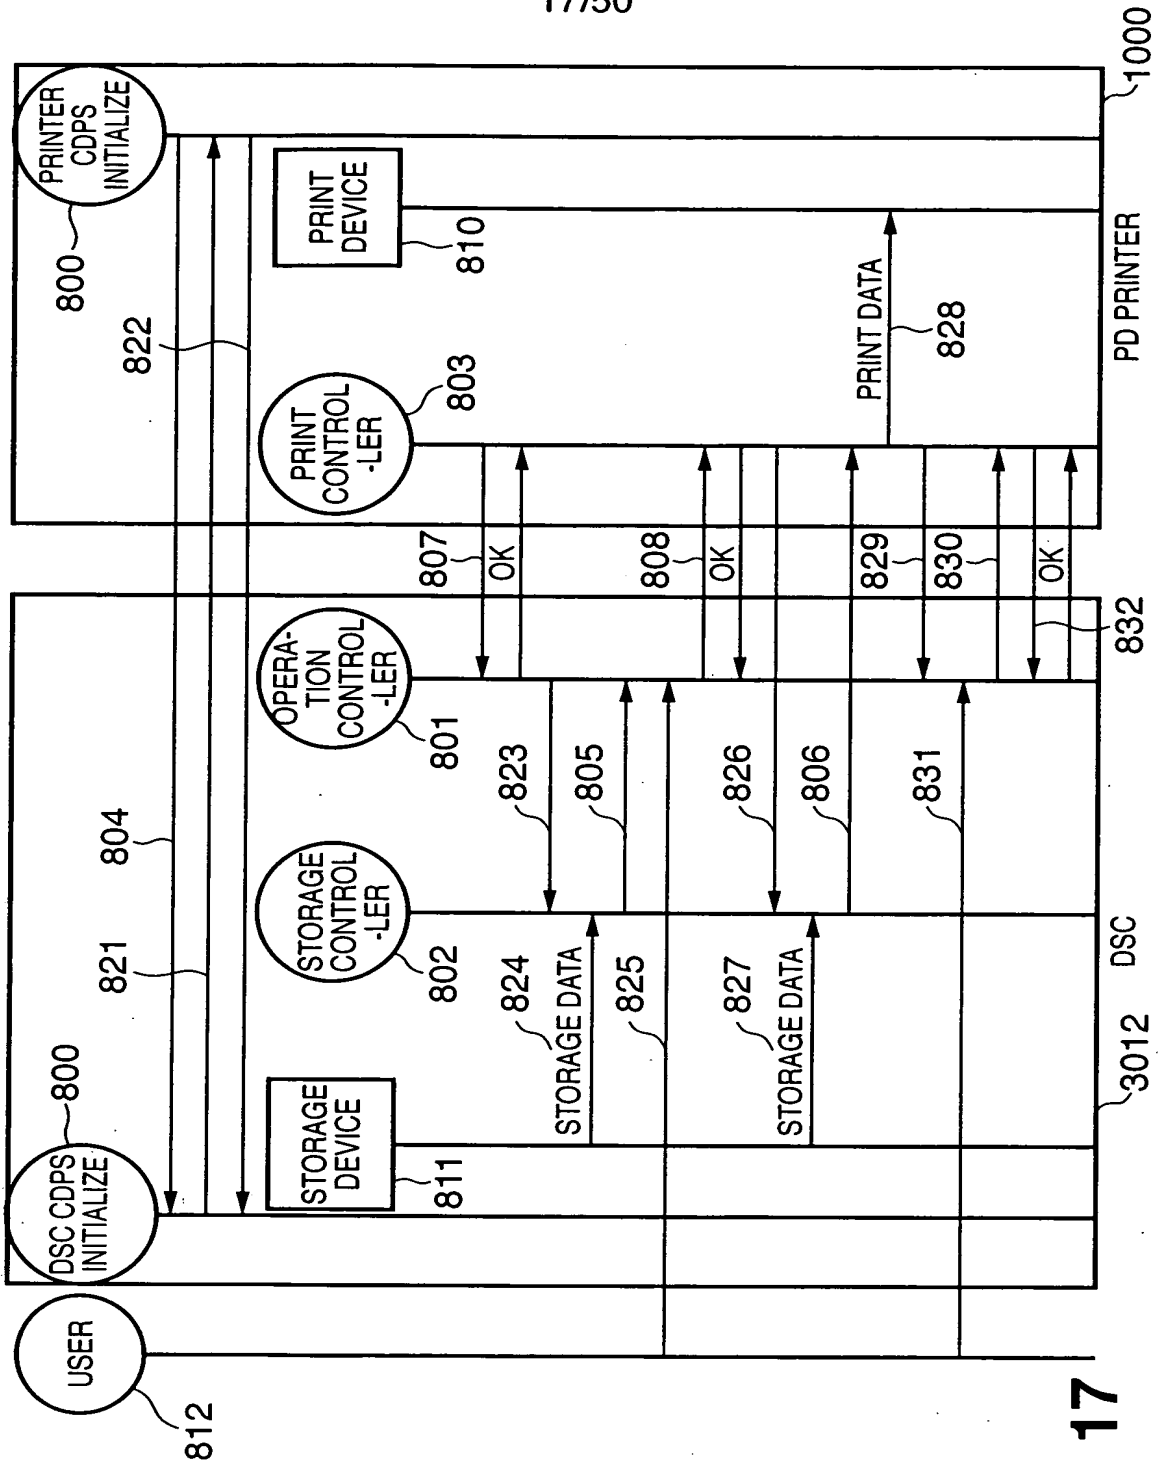 17/50
USER
812
DSC CDPS
INITIALIZE
800
STORAGE
DEVICE
811
STORAGE
CONTROL
-LER
802
OPERA-
TION
CONTROL
-LER
801
PRINT
CONTROL
-LER
803
PRINT
DEVICE
810
PRINTER
CDPS
INITIALIZE
800
804
821
822
807
OK
823
824
STORAGE DATA
805
825
808
OK
826
827
STORAGE DATA
806
PRINT DATA
828
829
831
830
832
OK
DSC
3012
PD PRINTER
1000
17